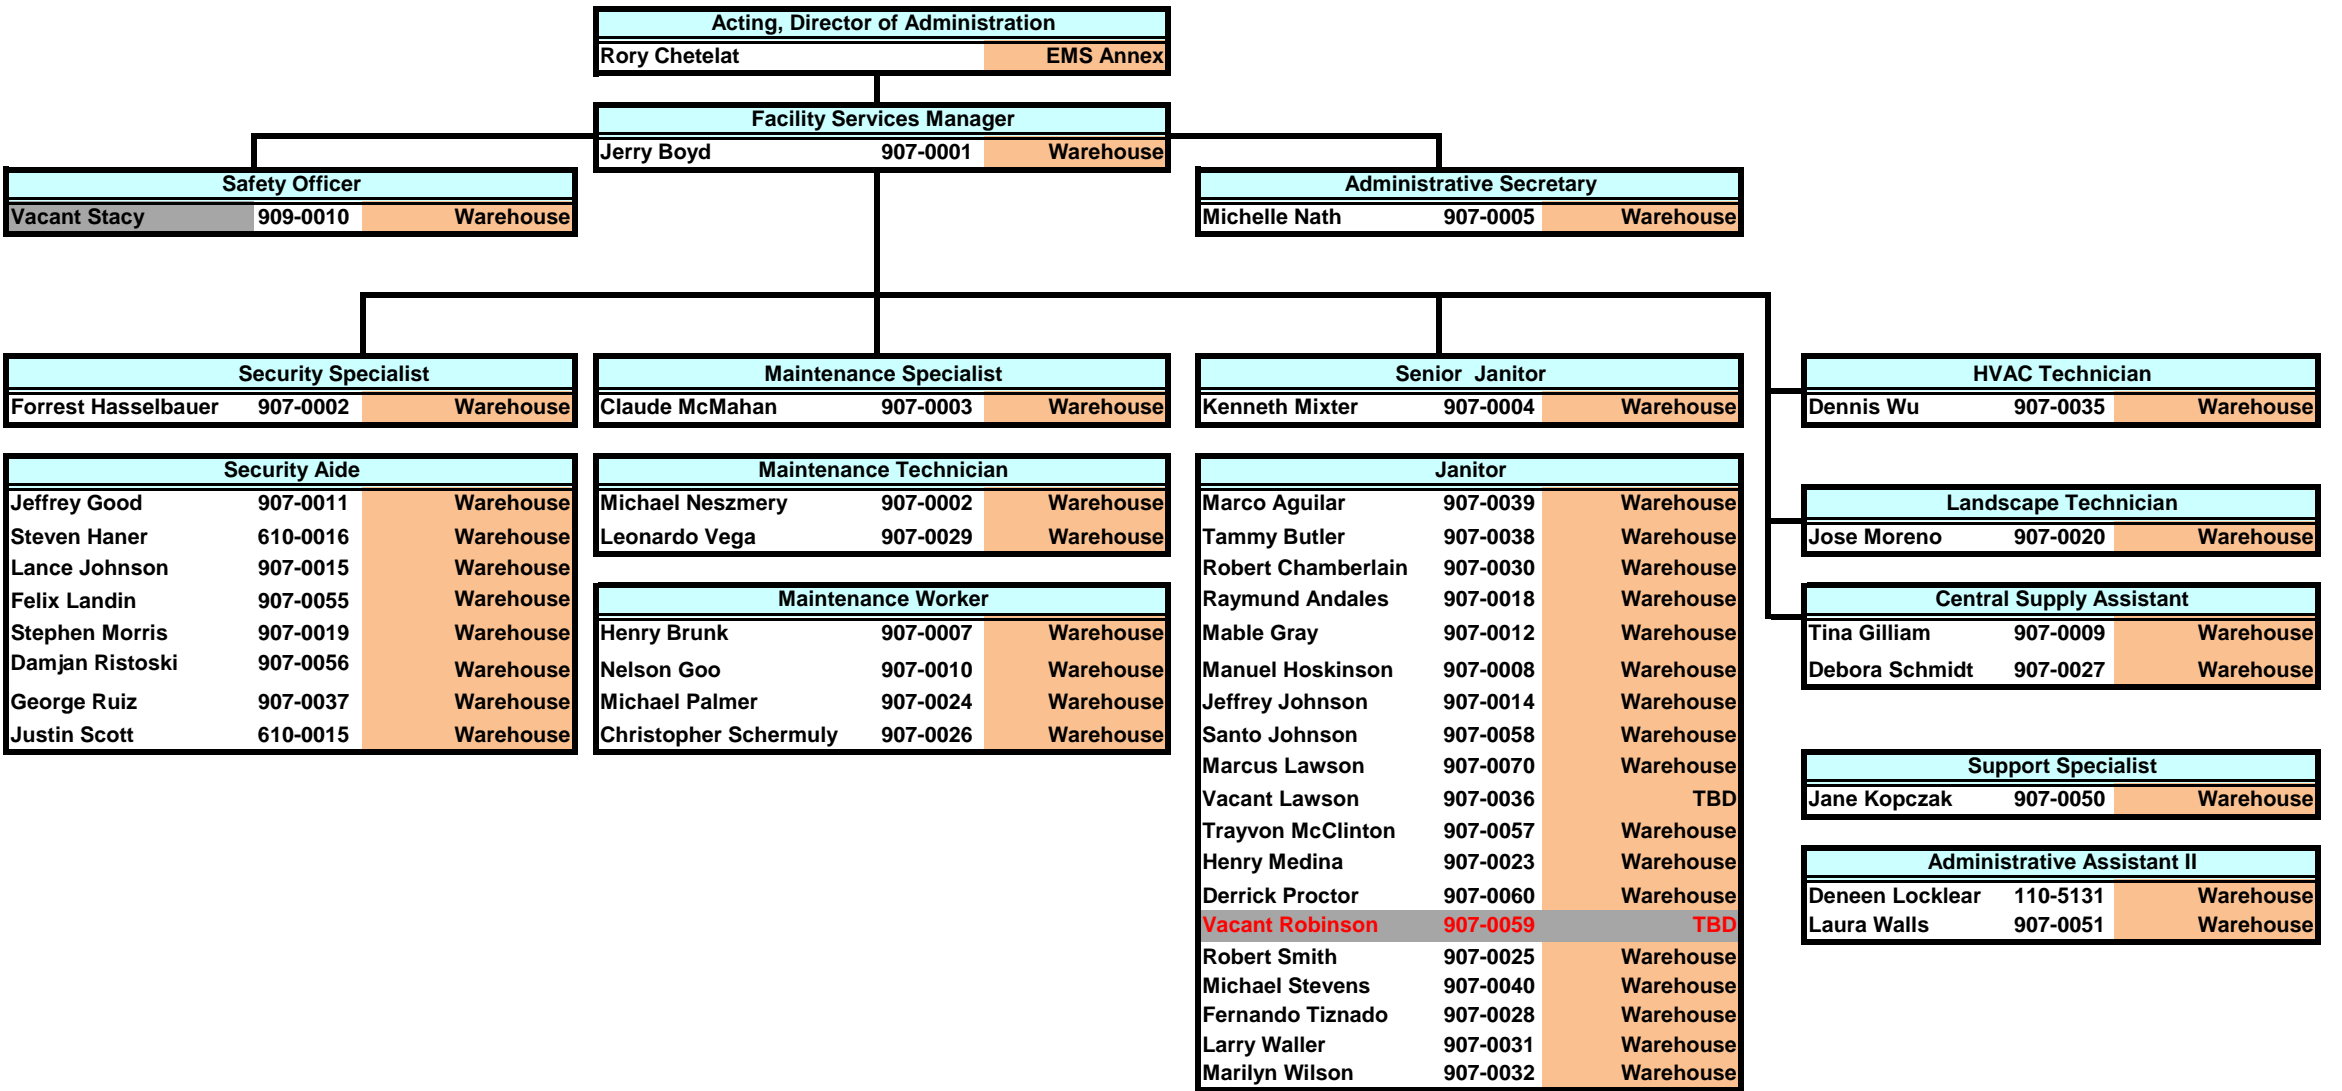 Acting, Director of Administration
Rory Chetelat EMS Annex
Facility Services Manager
Jerry Boyd 907-0001 Warehouse
Safety Officer
Vacant Stacy 909-0010 Warehouse
Administrative Secretary
Michelle Nath 907-0005 Warehouse
Security Specialist
Forrest Hasselbauer 907-0002 Warehouse
Maintenance Specialist
Claude McMahan 907-0003 Warehouse
Senior Janitor
Kenneth Mixter 907-0004 Warehouse
HVAC Technician
Dennis Wu 907-0035 Warehouse
Security Aide
Jeffrey Good 907-0011 Warehouse
Steven Haner 610-0016 Warehouse
Lance Johnson 907-0015 Warehouse
Felix Landin 907-0055 Warehouse
Stephen Morris 907-0019 Warehouse
Damjan Ristoski 907-0056 Warehouse
George Ruiz 907-0037 Warehouse
Justin Scott 610-0015 Warehouse
Maintenance Technician
Michael Neszmery 907-0002 Warehouse
Leonardo Vega 907-0029 Warehouse
Maintenance Worker
Henry Brunk 907-0007 Warehouse
Nelson Goo 907-0010 Warehouse
Michael Palmer 907-0024 Warehouse
Christopher Schermuly 907-0026 Warehouse
Janitor
Marco Aguilar 907-0039 Warehouse
Tammy Butler 907-0038 Warehouse
Robert Chamberlain 907-0030 Warehouse
Raymund Andales 907-0018 Warehouse
Mable Gray 907-0012 Warehouse
Manuel Hoskinson 907-0008 Warehouse
Jeffrey Johnson 907-0014 Warehouse
Santo Johnson 907-0058 Warehouse
Marcus Lawson 907-0070 Warehouse
Vacant Lawson 907-0036 TBD
Trayvon McClinton 907-0057 Warehouse
Henry Medina 907-0023 Warehouse
Derrick Proctor 907-0060 Warehouse
Vacant Robinson 907-0059 TBD
Robert Smith 907-0025 Warehouse
Michael Stevens 907-0040 Warehouse
Fernando Tiznado 907-0028 Warehouse
Larry Waller 907-0031 Warehouse
Marilyn Wilson 907-0032 Warehouse
Landscape Technician
Jose Moreno 907-0020 Warehouse
Central Supply Assistant
Tina Gilliam 907-0009 Warehouse
Debora Schmidt 907-0027 Warehouse
Support Specialist
Jane Kopczak 907-0050 Warehouse
Administrative Assistant II
Deneen Locklear 110-5131 Warehouse
Laura Walls 907-0051 Warehouse